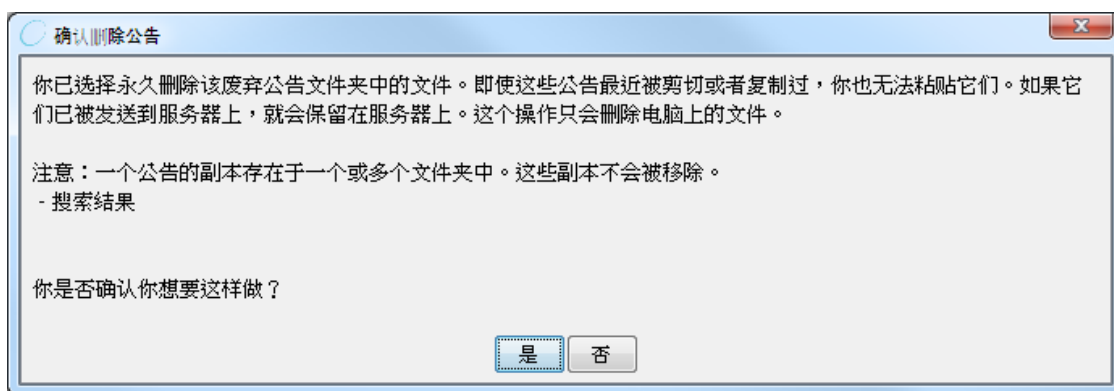 确认删除公告
你已选择永久删除该废弃公告文件夹中的文件。即使这些公告最近被剪切或者复制过，你也无法粘贴它们。如果它
们已被发送到服务器上，就会保留在服务器上。这个操作只会删除电脑上的文件。
注意：一个公告的副本存在于一个或多个文件夹中。这些副本不会被移除。
- 搜索结果
你是否确认你想要这样做？
是 否